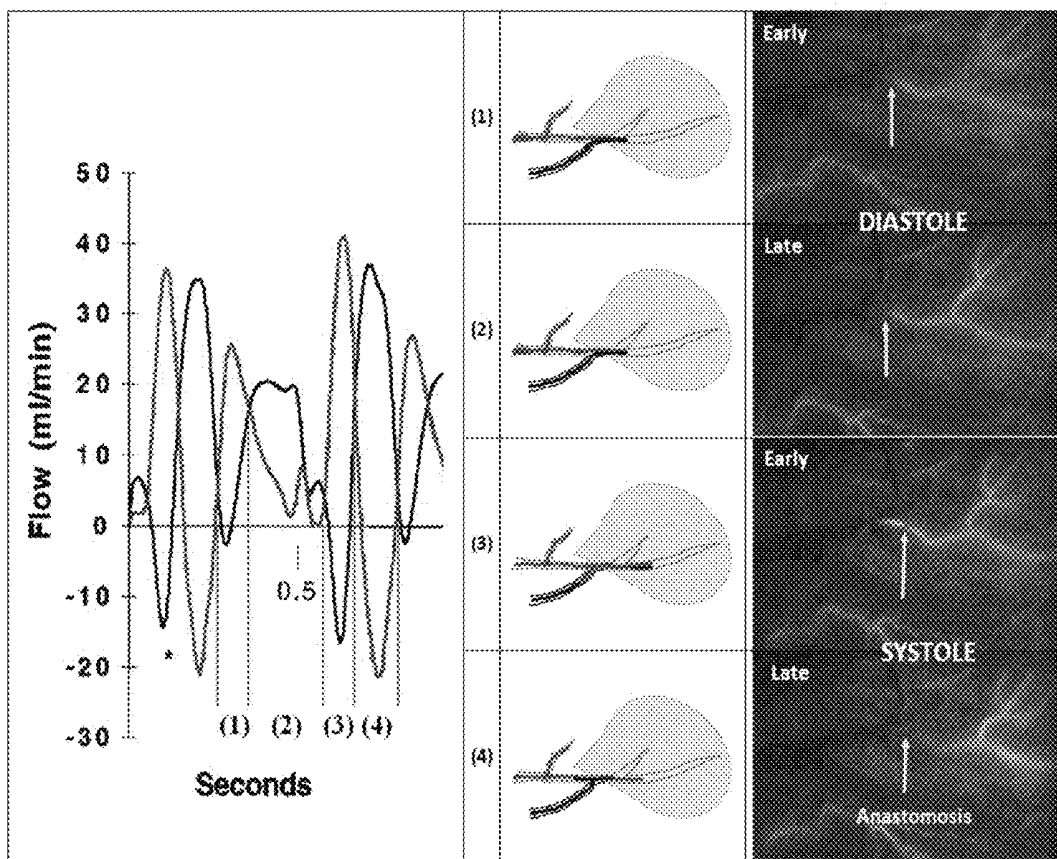 50
40
30
20
10
0
-10
-20
-30
Flow (ml/min)
0.5
*
(1)
(2)
(3)
(4)
Seconds
(1)
(2)
(3)
(4)
Early
DIASTOLE
Late
Early
SYSTOLE
Late
Anastomosis